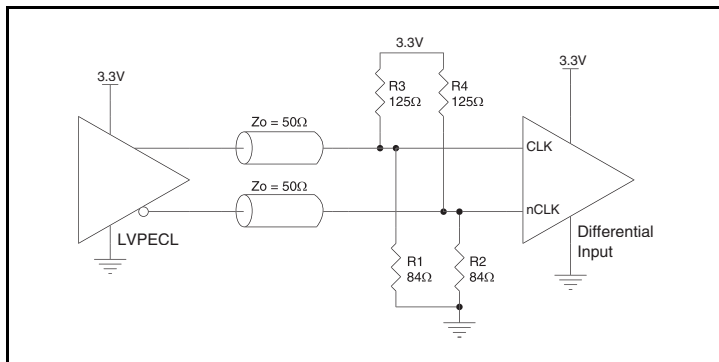 3.3V
3.3V
3.3V
R3
125Ω
R4
125Ω
Zo = 50Ω
CLK
Zo = 50Ω
nCLK
LVPECL
Differential
Input
R1
84Ω
R2
84Ω